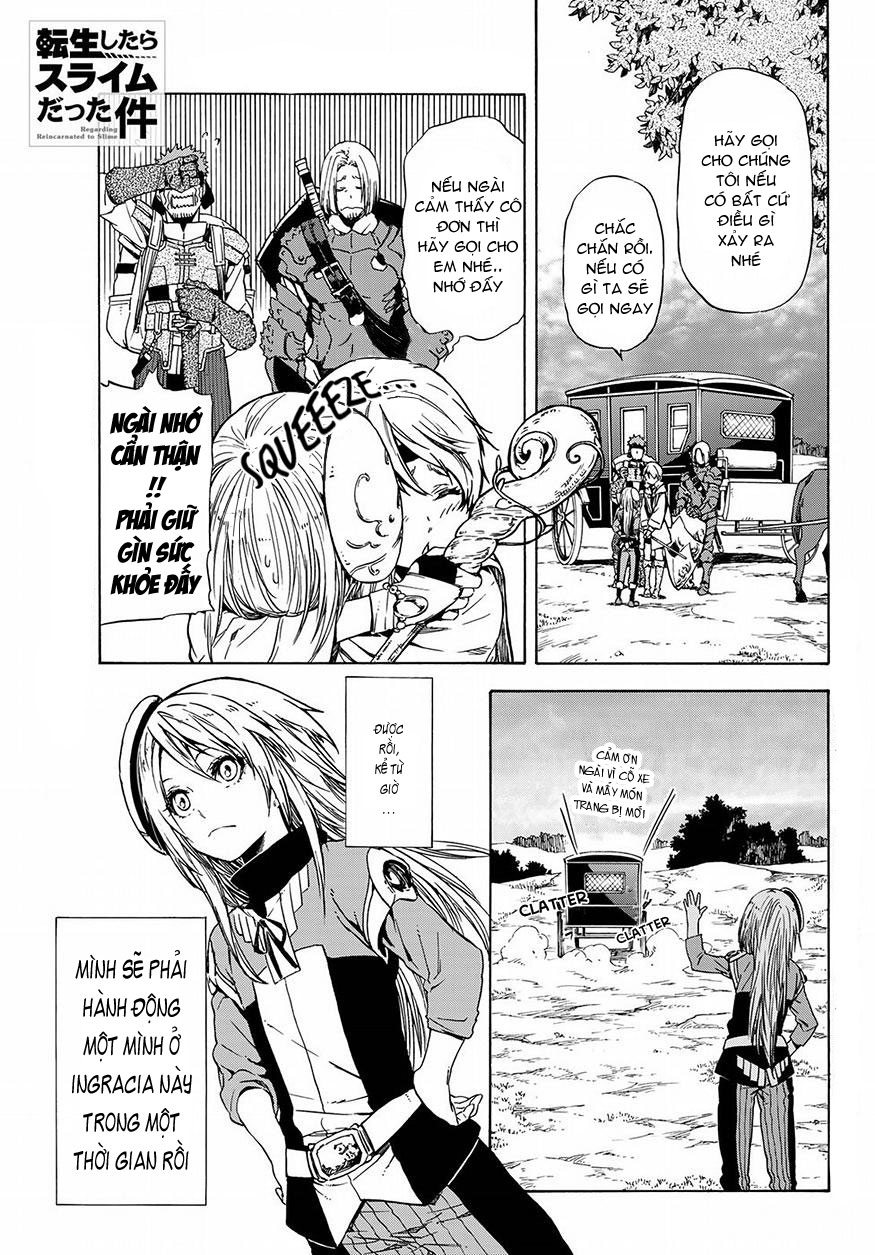 転生したら
スライム
だった件
Regarding
Reincarnated to Slime
HÃY GỌI
CHO CHÚNG
TÔI NẾU
CÓ BẤT CỨ
ĐIỀU GÌ
XẢY RA
NHÉ
CHẮC
CHẮN RỒI.
NẾU CÓ
GÌ TA SẼ
GỌI NGAY
NẾU NGÀI
CẢM THẤY CÔ
ĐƠN THÌ
HÃY GỌI CHO
EM NHÉ..
NHỚ ĐẤY
SQUEEEZE...
NGÀI NHỚ
CẨN THẬN
!!
PHẢI GIỮ
GÌN SỨC
KHỎE ĐẤY
CẢM ƠN
NGÀI VÌ CỖ XE
VÀ MẤY MÓN
TRANG BỊ MỚI
CLATTER
CLATTER
ĐƯỢC
RỒI,
KỂ TỪ
GIỜ
...
MÌNH SẼ PHẢI
HÀNH ĐỘNG
MỘT MÌNH Ở
INGRACIA NÀY
TRONG MỘT
THỜI GIAN RỒI